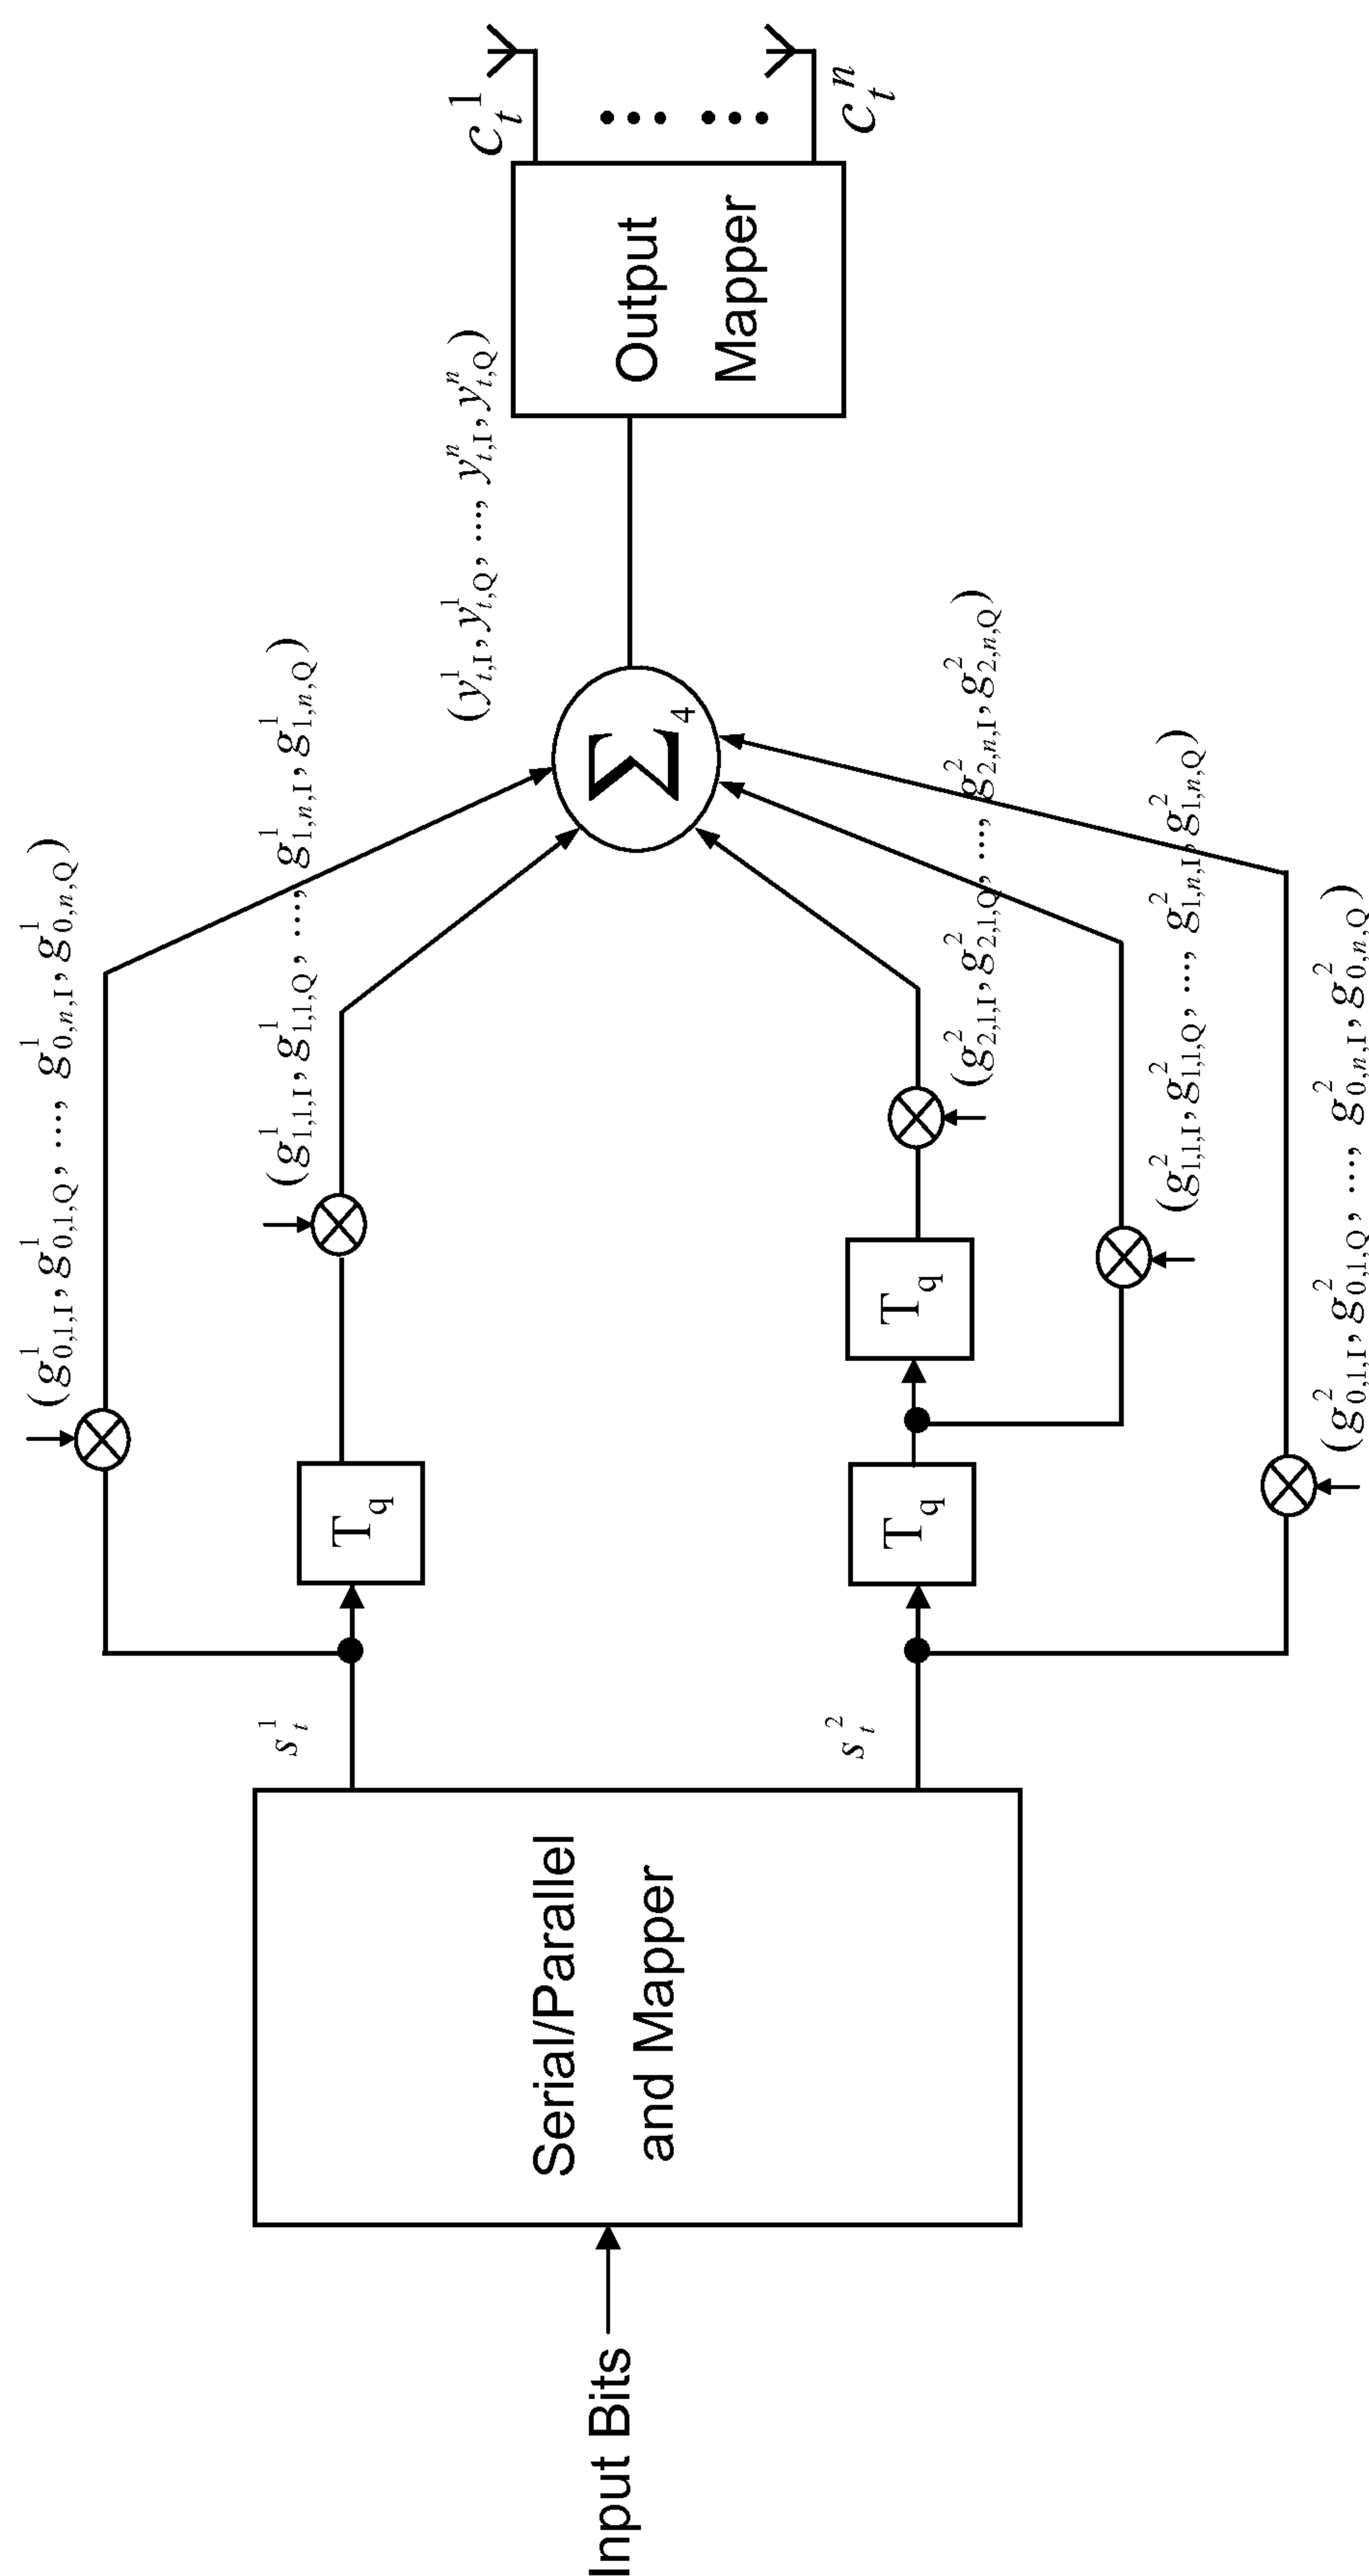 Input Bits
Serial/Parallel
and Mapper
s_t^1
s_t^2
T_q
T_q
T_q
(g^1_{0,1,I}, g^1_{0,1,Q}, ..., g^1_{0,n,I}, g^1_{0,n,Q})
(g^1_{1,1,I}, g^1_{1,1,Q}, ..., g^1_{1,n,I}, g^1_{1,n,Q})
(g^2_{2,1,I}, g^2_{2,1,Q}, ..., g^2_{2,n,I}, g^2_{2,n,Q})
(g^2_{1,1,I}, g^2_{1,1,Q}, ..., g^2_{1,n,I}, g^2_{1,n,Q})
(g^2_{0,1,I}, g^2_{0,1,Q}, ..., g^2_{0,n,I}, g^2_{0,n,Q})
Σ_4
(y^1_{t,I}, y^1_{t,Q}, ..., y^n_{t,I}, y^n_{t,Q})
Output
Mapper
c_t^1
c_t^n